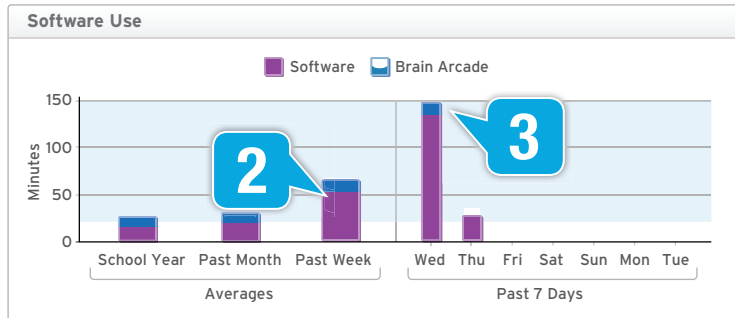 Software Use
Software Brain Arcade
150
100
50
0
Minutes
2
3
School Year Past Month Past Week Wed Thu Fri Sat Sun Mon Tue
Averages Past 7 Days